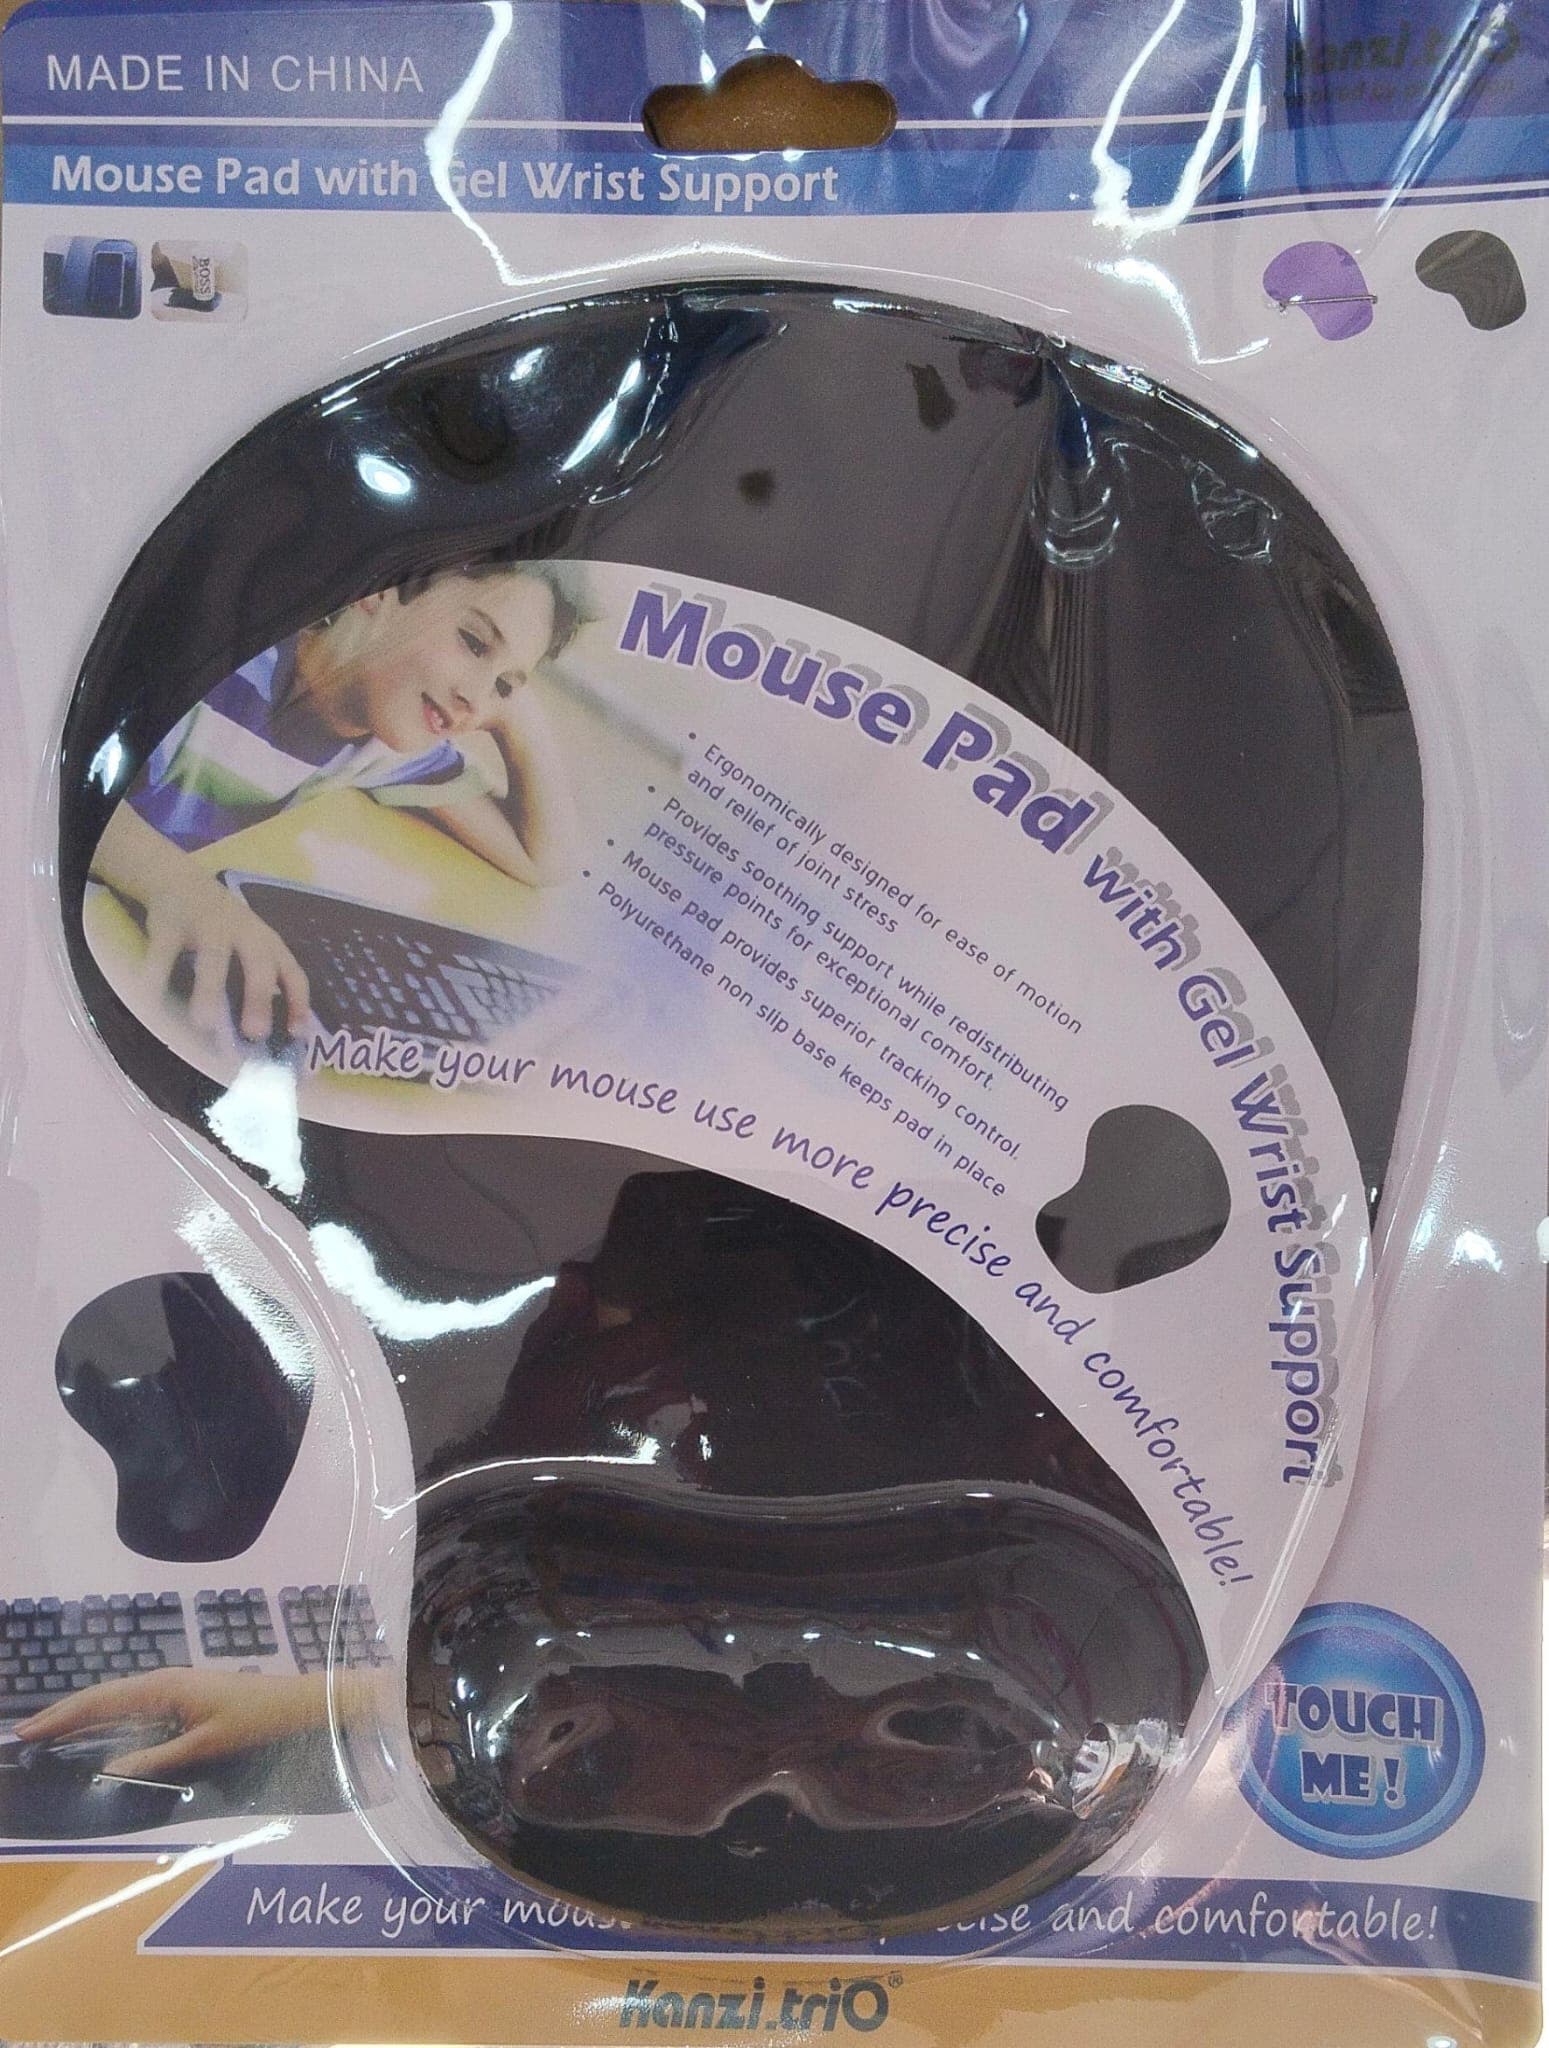 MADE IN CHINA
Kanzi.triO
Mouse Pad with Gel Wrist Support
BOSS
Mouse Pad with Gel Wrist Support
• Ergonomically designed for ease of motion
and relief of joint stress
• Provides soothing support while redistributing
pressure points for exceptional comfort.
• Mouse pad provides superior tracking control.
• Polyurethane non slip base keeps pad in place
Make your mouse use more precise and comfortable!
TOUCH
ME!
Make your and comfortable!
Kanzi.triO®